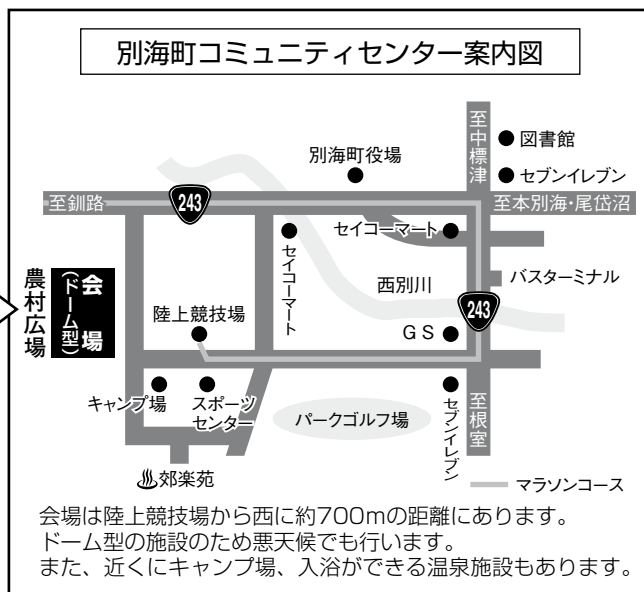 別海町コミュニティセンター案内図
至中標津
図書館
別海町役場
セブンイレブン
至釧路
243
至本別海・尾岱沼
セイコーマート
セイコーマート
農村広場
会場
(ドーム型)
西別川
バスターミナル
243
陸上競技場
GS
キャンプ場
スポーツ
センター
パークゴルフ場
セブンイレブン
至根室
郊楽苑
マラソンコース
会場は陸上競技場から西に約700mの距離にあります。
ドーム型の施設のため悪天候でも行います。
また、近くにキャンプ場、入浴ができる温泉施設もあります。